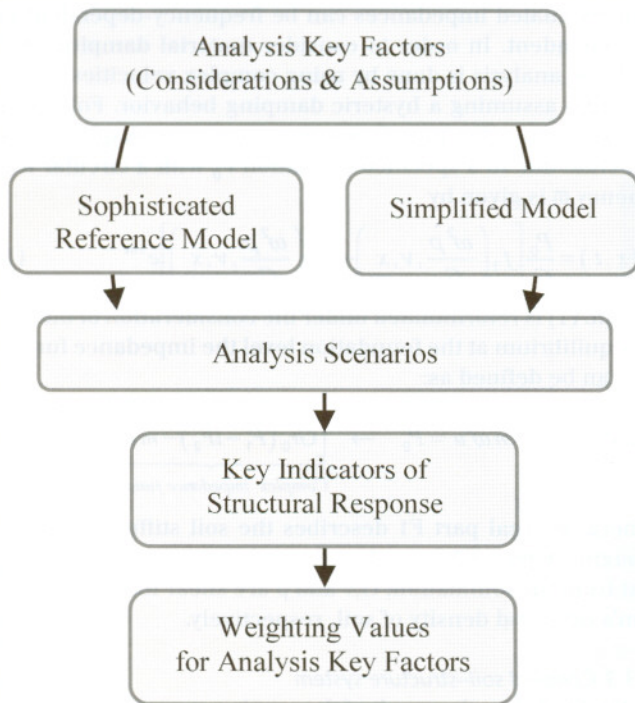 Analysis Key Factors
(Considerations & Assumptions)
Sophisticated
Reference Model
Simplified Model
Analysis Scenarios
Key Indicators of
Structural Response
Weighting Values
for Analysis Key Factors